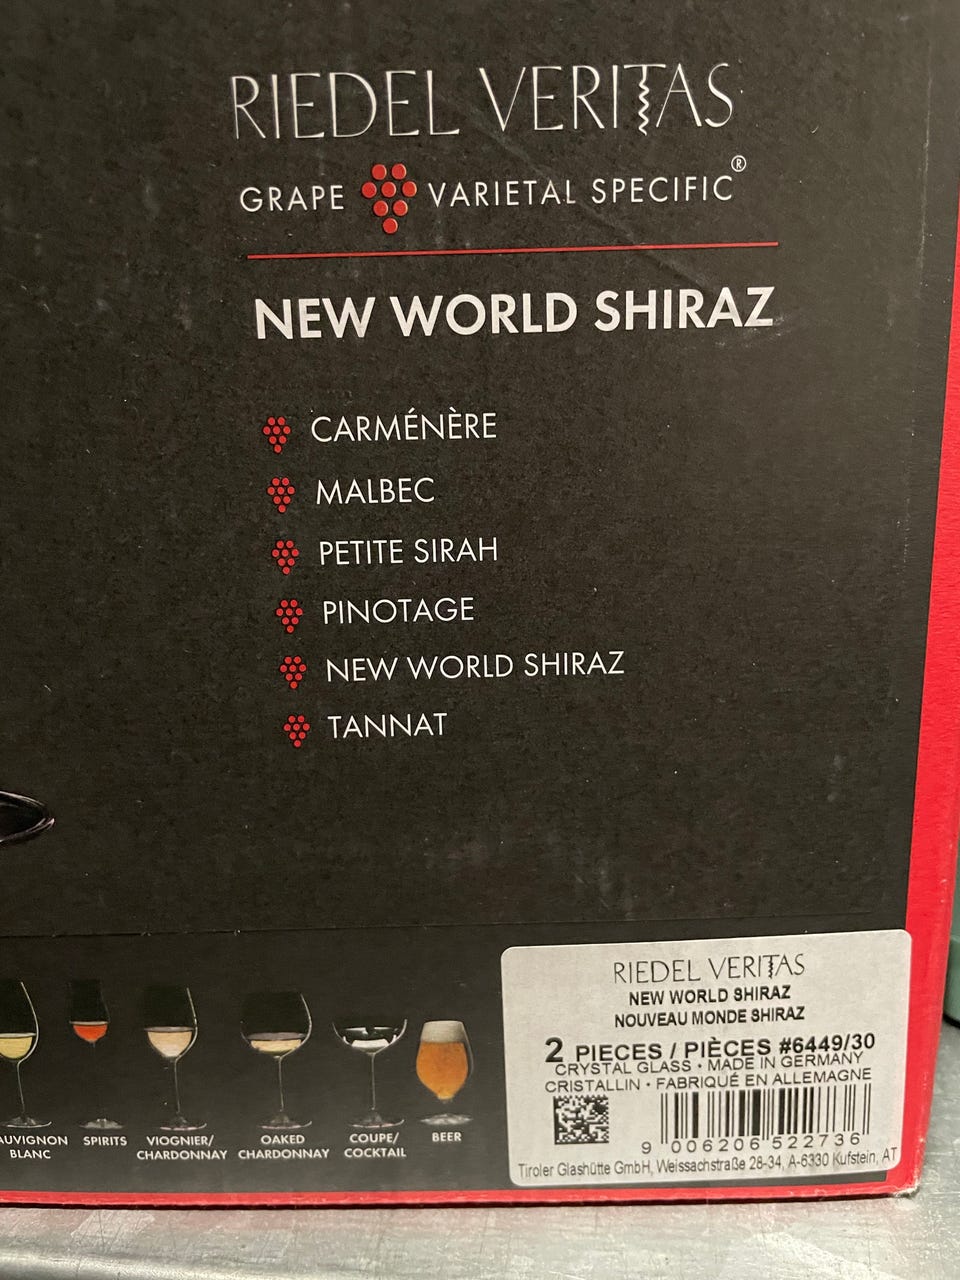 RIEDEL VERITAS
GRAPE VARIETAL SPECIFIC®
NEW WORLD SHIRAZ
CARMÉNÈRE
MALBEC
PETITE SIRAH
PINOTAGE
NEW WORLD SHIRAZ
TANNAT
AUVIGNON
BLANC
SPIRITS
VIOGNIER/
CHARDONNAY
OAKED
CHARDONNAY
COUPE/
COCKTAIL
BEER
RIEDEL VERITAS
NEW WORLD SHIRAZ
NOUVEAU MONDE SHIRAZ
2 PIECES / PIÈCES #6449/30
CRYSTAL GLASS • MADE IN GERMANY
CRISTALLIN • FABRIQUÉ EN ALLEMAGNE
9 006206 522736
Tiroler Glashütte GmbH, Weissachstraße 28-34, A-6330 Kufstein, AT